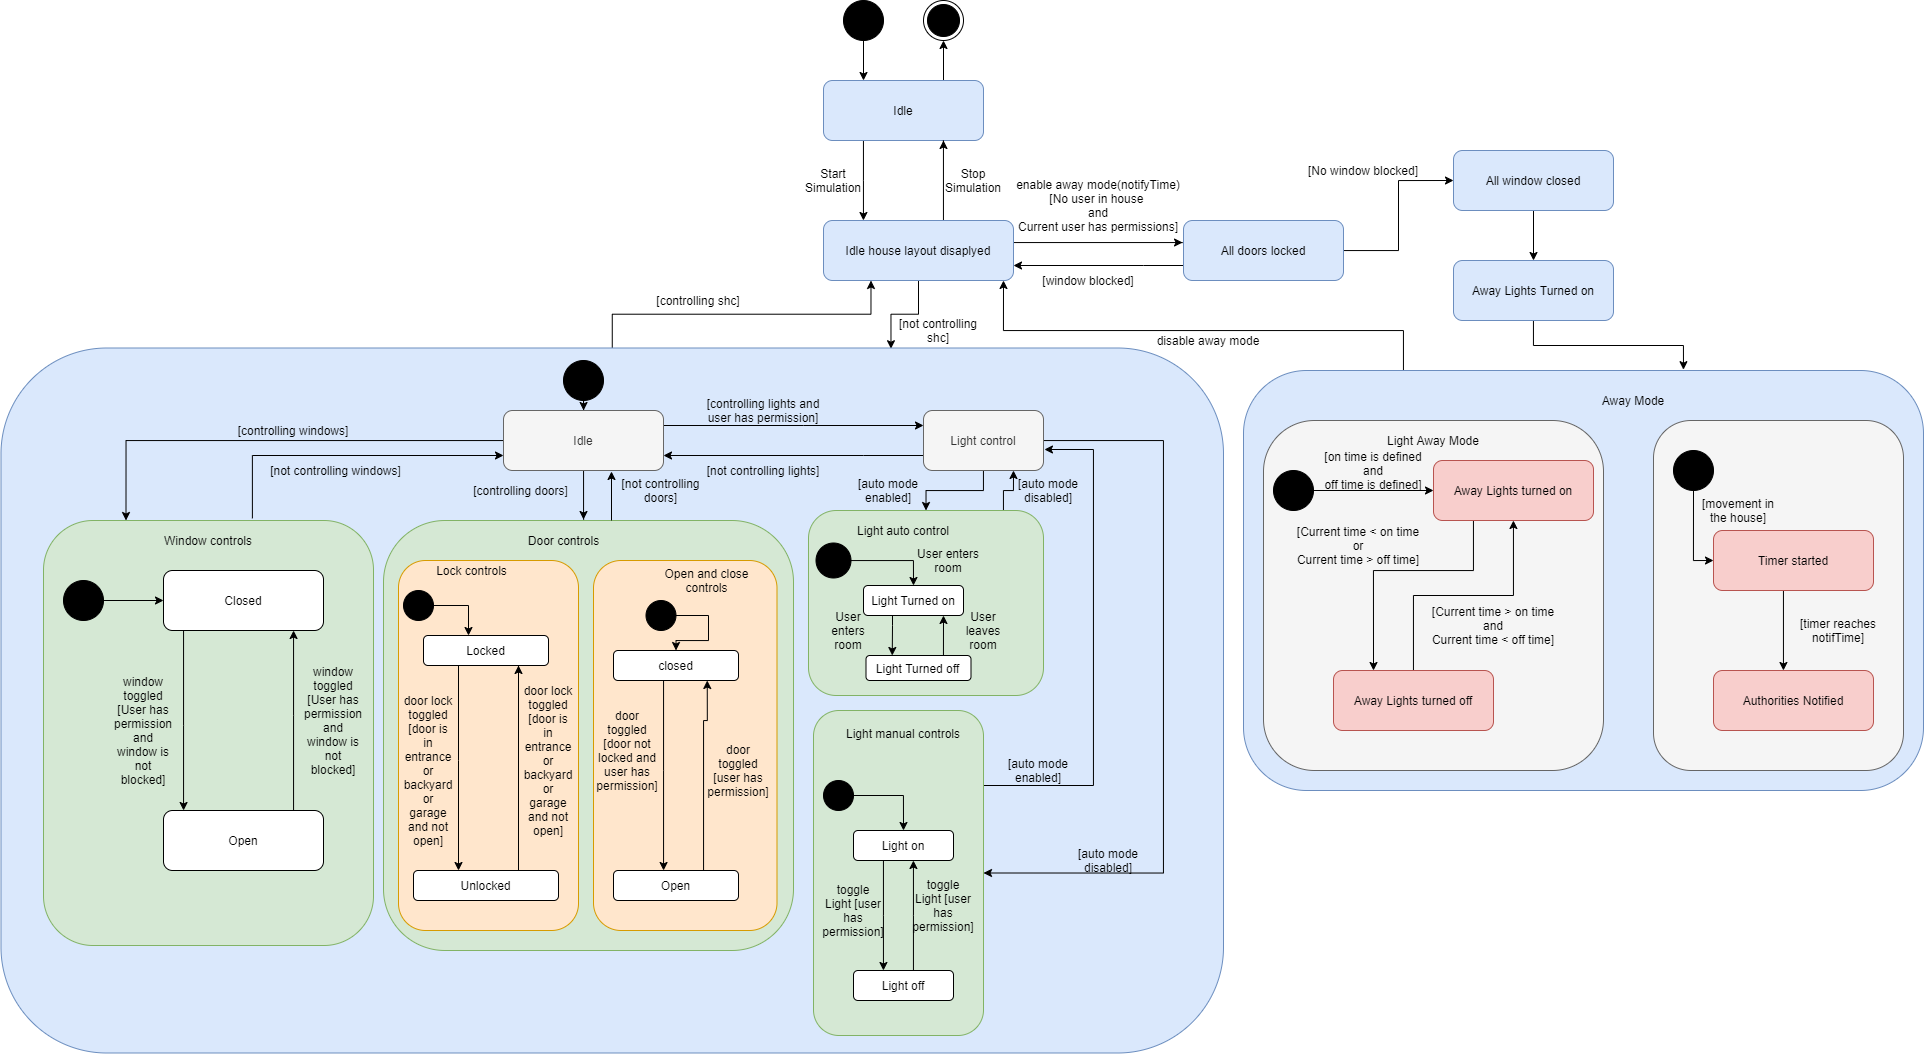 Idle
Start
Simulation
Stop
Simulation
enable away mode(notifyTime)
[No user in house
and
Current user has permissions]
[No window blocked]
All window closed
Idle house layout disaplyed
All doors locked
[window blocked]
Away Lights Turned on
[controlling shc]
[not controlling
shc]
disable away mode
Idle
[controlling lights and
user has permission]
Light control
[controlling windows]
[not controlling windows]
[controlling doors]
[not controlling
doors]
[not controlling lights]
[auto mode
enabled]
[auto mode
disabled]
Window controls
Closed
window
toggled
[User has
permission
and
window is
not
blocked]
window
toggled
[User has
permission
and
window is
not
blocked]
Open
Door controls
Lock controls
Locked
door lock
toggled
[door is
in
entrance
or
backyard
or
garage
and not
open]
door lock
toggled
[door is
in
entrance
or
backyard
or
garage
and not
open]
Unlocked
Open and close
controls
closed
door
toggled
[door not
locked and
user has
permission]
door
toggled
[user has
permission]
Open
Light auto control
User enters
room
Light Turned on
User
enters
room
User
leaves
room
Light Turned off
Light manual controls
Light on
toggle
Light [user
has
permission]
toggle
Light [user
has
permission]
Light off
[auto mode
enabled]
[auto mode
disabled]
Away Mode
Light Away Mode
[on time is defined
and
off time is defined]
Away Lights turned on
[Current time < on time
or
Current time > off time]
[Current time > on time
and
Current time < off time]
Away Lights turned off
[movement in
the house]
Timer started
[timer reaches
notifTime]
Authorities Notified